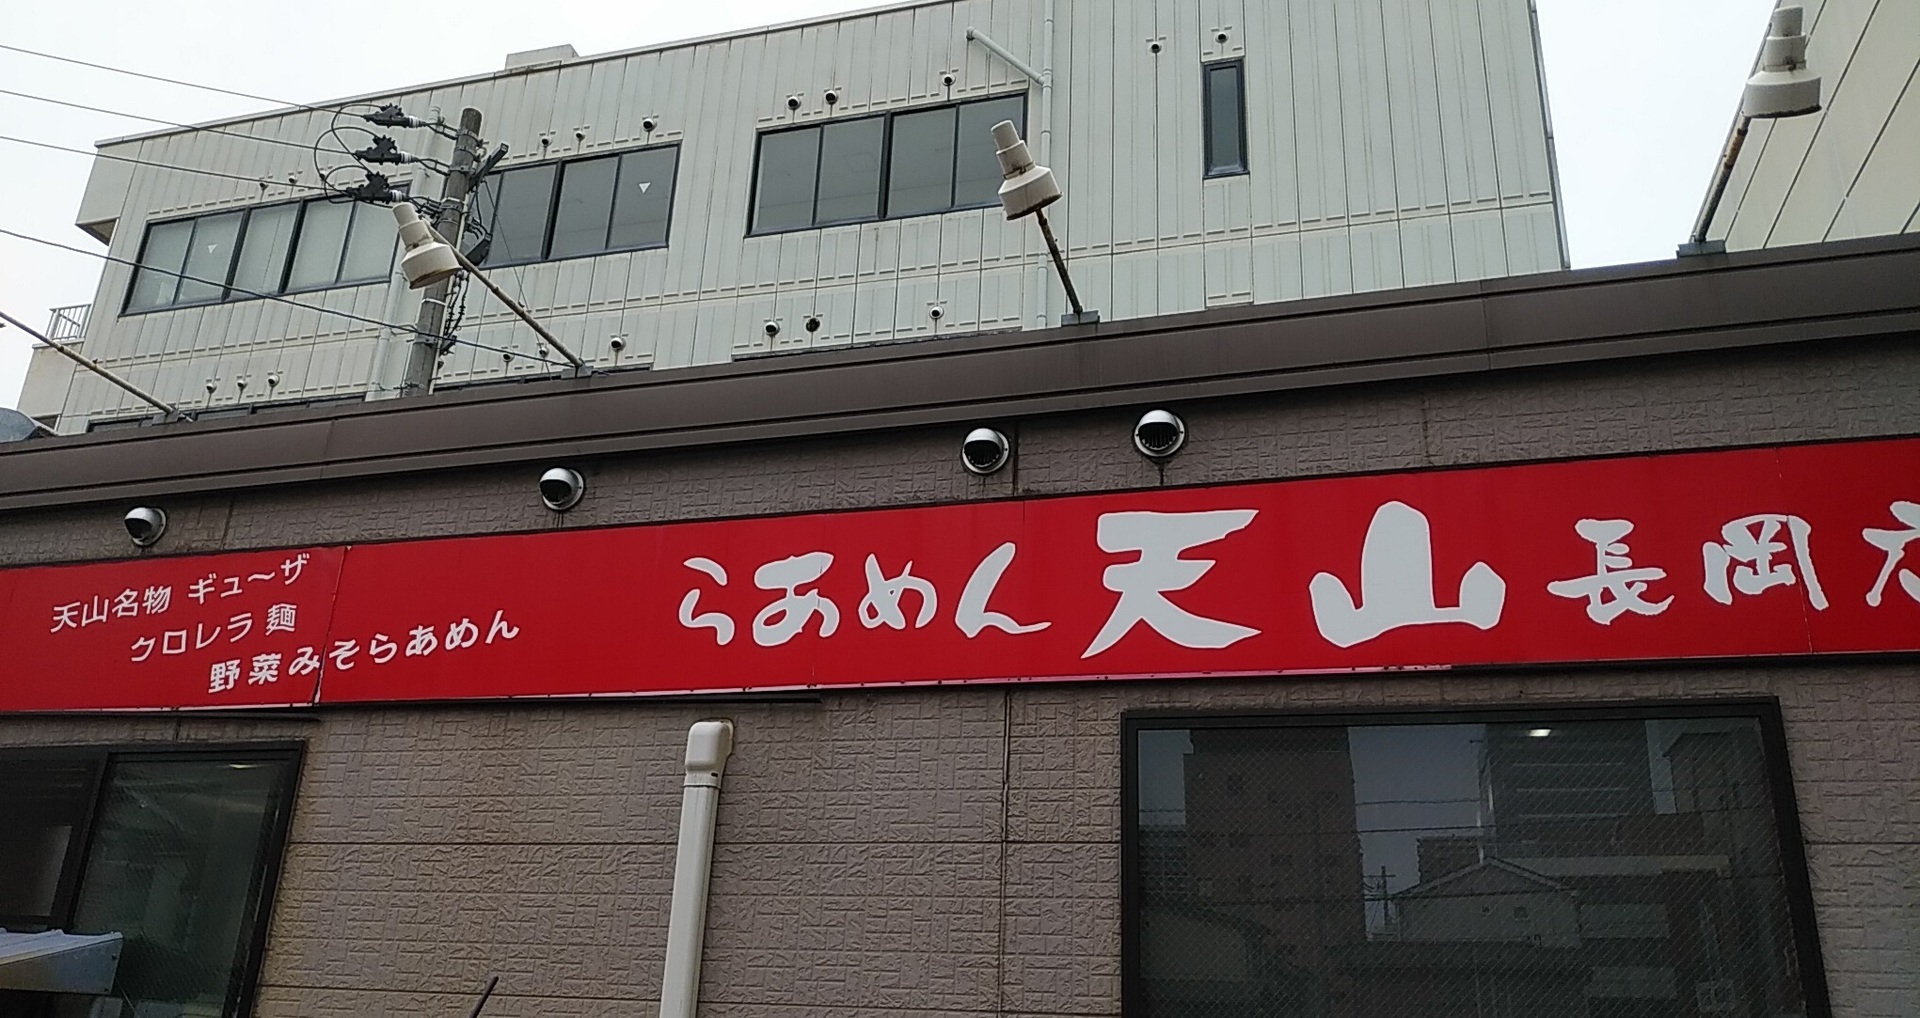 天山名物 ギュ〜ザ
クロレラ 麺
野菜みそらあめん
らあめん天山長岡店